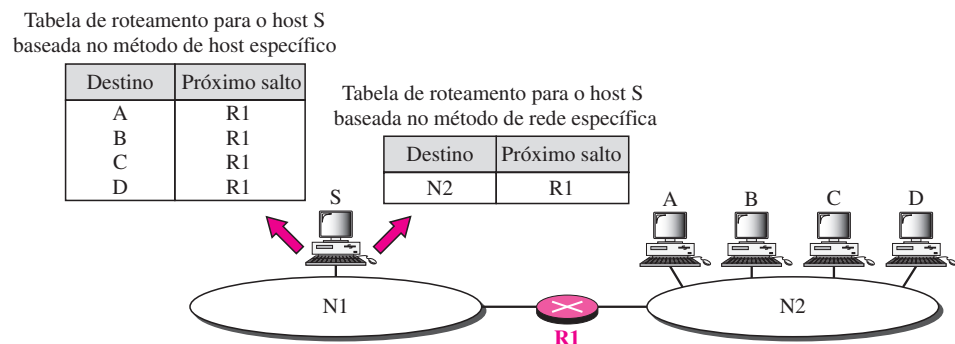 Tabela de roteamento para o host S
baseada no método de host específico
Destino Próximo salto
A R1
B R1
C R1
D R1
Tabela de roteamento para o host S
baseada no método de rede específica
Destino Próximo salto
N2 R1
S
A B C D
N1
N2
R1